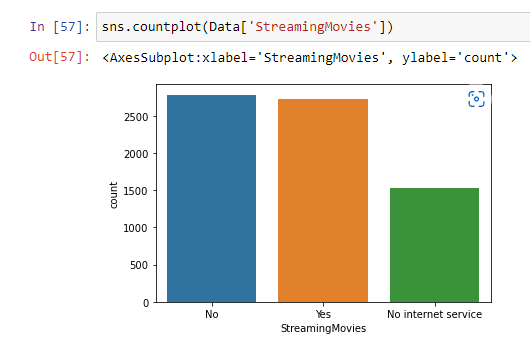 In [57]: sns.countplot(Data['StreamingMovies'])
Out[57]: <AxesSubplot:xlabel='StreamingMovies', ylabel='count'>
2500
2000
1500
1000
500
0
count
No Yes No internet service
StreamingMovies